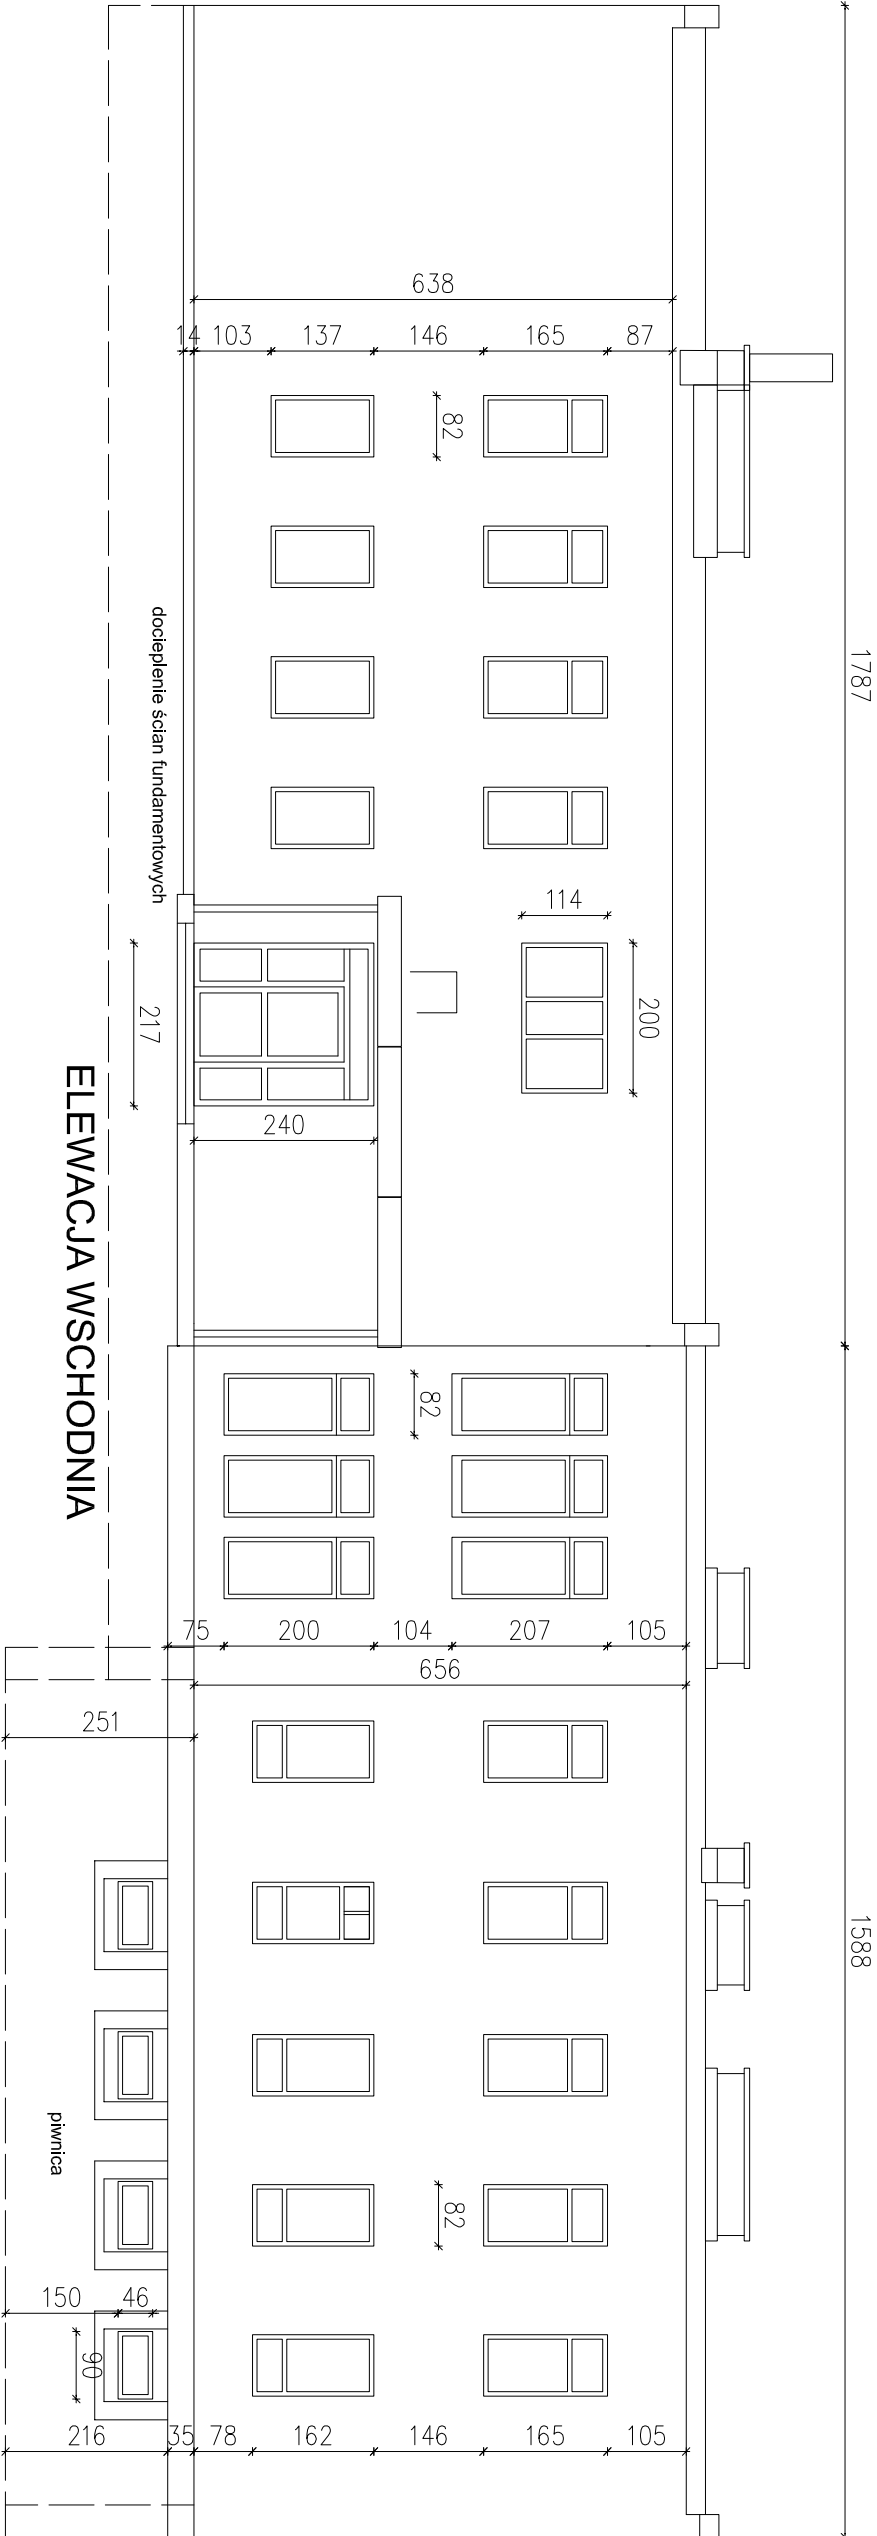 1787
638
14 103 137 146 165 87
82
docieplenie ścian fundamentowych
114
200
217
240
ELEWACJA WSCHODNIA
82
75 200 104 207 105
656
251
1588
piwnica
82
150 46
90
216 35 78 162 146 165 105